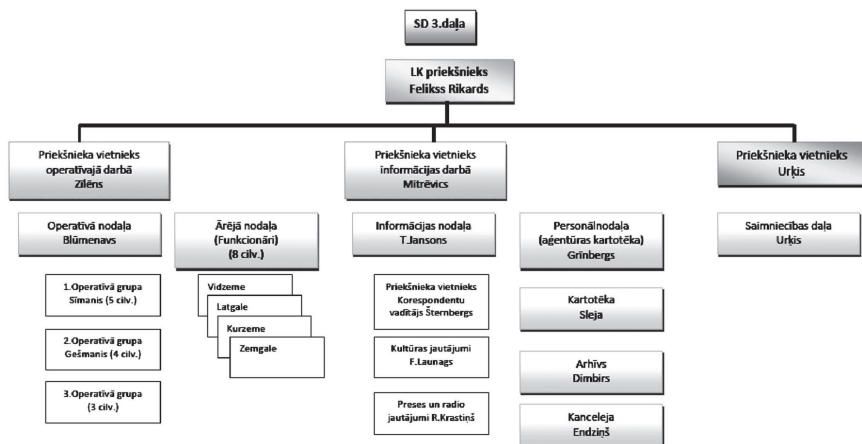 SD 3.daļa
LK priekšnieks
Felikss Rikards
Priekšnieka vietnieks
operatīvajā darbā
Zilēns
Priekšnieka vietnieks
informācijas darbā
Mitrēvics
Priekšnieka vietnieks
Urķis
Operatīvā nodaļa
Blūmenavs
Ārējā nodaļa
(Funkcionāri)
(8 cilv.)
Informācijas nodaļa
T.Jansons
Personālnodaļa
(aģentūras kartotēka)
Grīnbergs
Saimniecības daļa
Urķis
1.Operatīvā grupa
Sīmanis (5 cilv.)
2.Operatīvā grupa
Gešmanis (4 cilv.)
3.Operatīvā grupa
(3 cilv.)
Vidzeme
Latgale
Kurzeme
Zemgale
Priekšnieka vietnieks
Korespondentu
vadītājs Šternbergs
Kultūras jautājumi
F.Launags
Preses un radio
jautājumi R.Krastiņš
Kartotēka
Sleja
Arhīvs
Dimbirs
Kanceleja
Endziņš